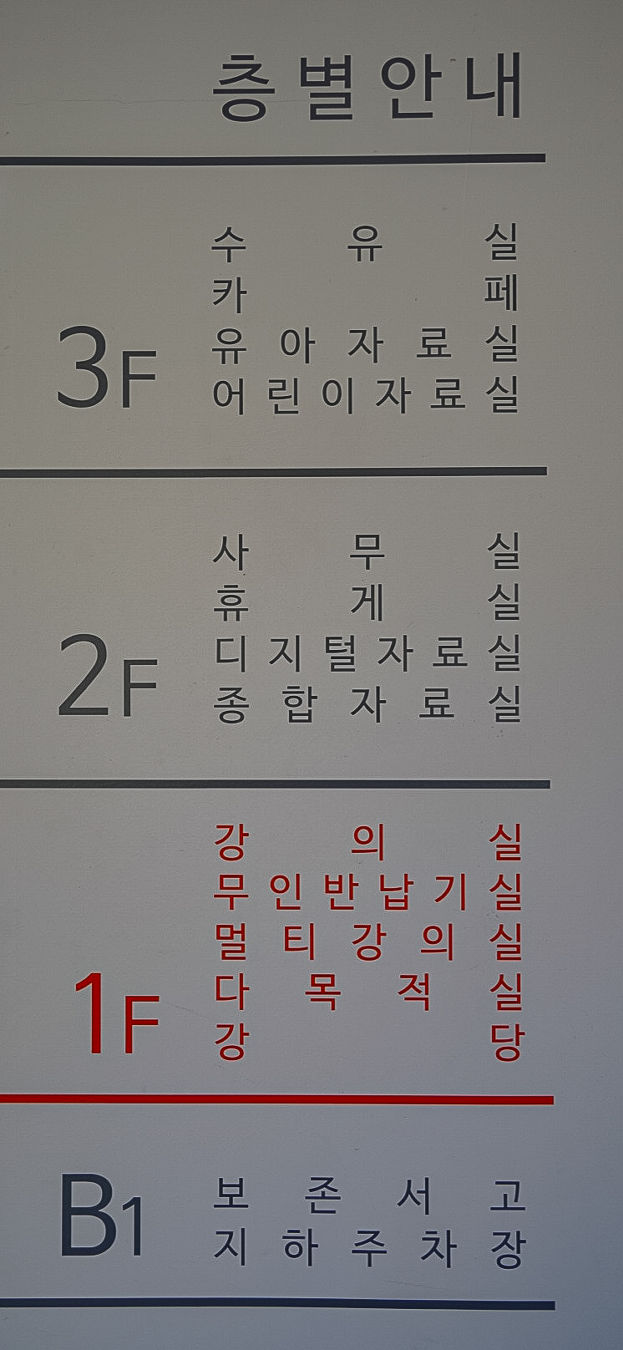 층별안내
수유실
카페
유아자료실
3F 어린이자료실
사무실
휴게실
디지털자료실
2F 종합자료실
강의실
무인반납기실
멀티강의실
다목적실
1F 강당
보존서고
B1 지하주차장